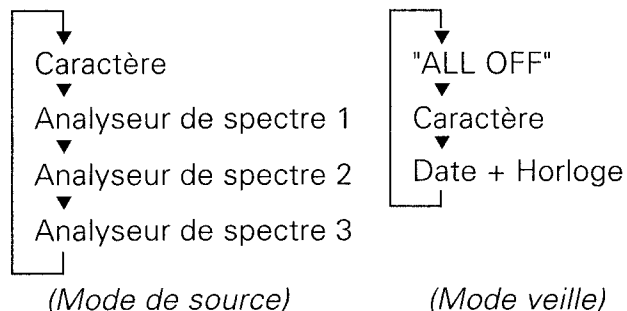 Caractère
Analyseur de spectre 1
Analyseur de spectre 2
Analyseur de spectre 3
(Mode de source)
"ALL OFF"
Caractère
Date + Horloge
(Mode veille)